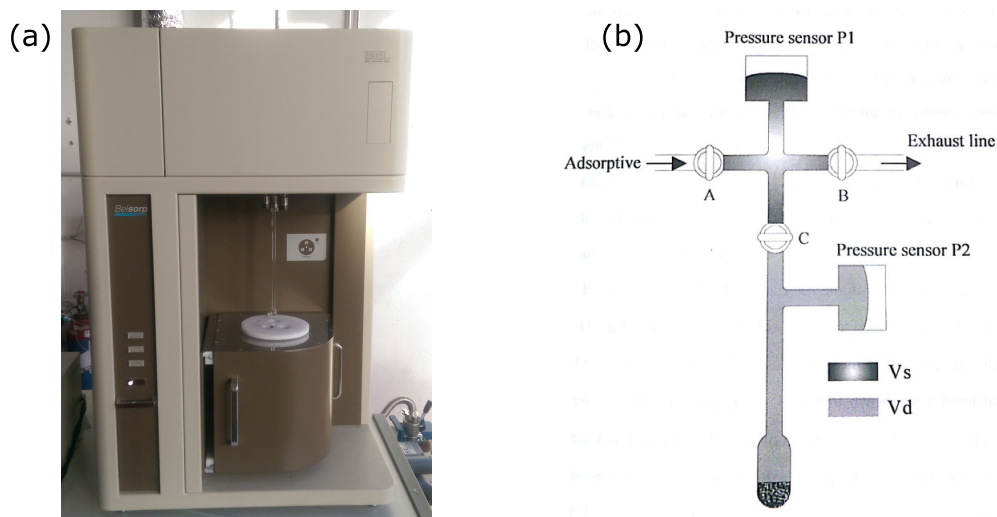 (a)
Belsorp
(b)
Pressure sensor P1
Adsorptive
Exhaust line
A
B
C
Pressure sensor P2
Vs
Vd